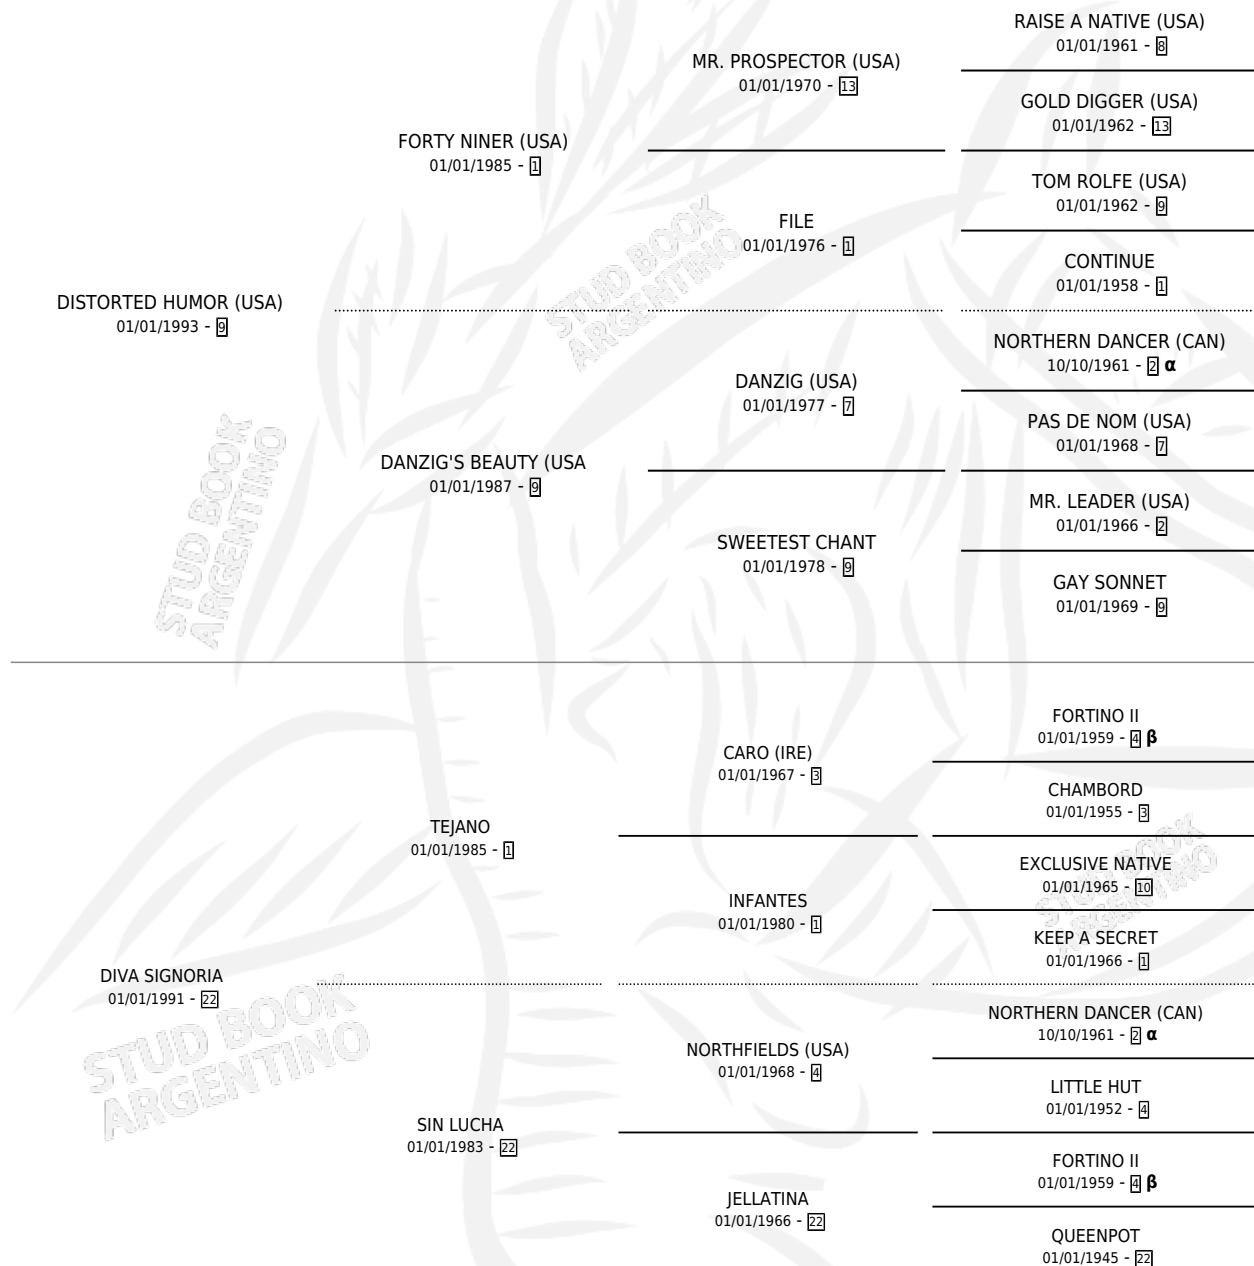 RAISE A NATIVE (USA)
01/01/1961 - 8
MR. PROSPECTOR (USA)
01/01/1970 - 13
GOLD DIGGER (USA)
01/01/1962 - 13
FORTY NINER (USA)
01/01/1985 - 1
TOM ROLFE (USA)
01/01/1962 - 9
FILE
01/01/1976 - 1
CONTINUE
01/01/1958 - 1
DISTORTED HUMOR (USA)
01/01/1993 - 9
NORTHERN DANCER (CAN)
10/10/1961 - 2 α
DANZIG (USA)
01/01/1977 - 7
PAS DE NOM (USA)
01/01/1968 - 7
DANZIG'S BEAUTY (USA
01/01/1987 - 9
MR. LEADER (USA)
01/01/1966 - 2
SWEETEST CHANT
01/01/1978 - 9
GAY SONNET
01/01/1969 - 9
FORTINO II
01/01/1959 - 4 β
CARO (IRE)
01/01/1967 - 3
CHAMBORD
01/01/1955 - 3
TEJANO
01/01/1985 - 1
EXCLUSIVE NATIVE
01/01/1965 - 10
INFANTES
01/01/1980 - 1
KEEP A SECRET
01/01/1966 - 1
DIVA SIGNORIA
01/01/1991 - 22
NORTHERN DANCER (CAN)
10/10/1961 - 2 α
NORTHFIELDS (USA)
01/01/1968 - 4
LITTLE HUT
01/01/1952 - 4
SIN LUCHA
01/01/1983 - 22
FORTINO II
01/01/1959 - 4 β
JELLATINA
01/01/1966 - 22
QUEENPOT
01/01/1945 - 22
STUD BOOK
ARGENTINO
STUD BOOK
ARGENTINO
STUD BOOK
ARGENTINO
STUD BOOK
ARGENTINO